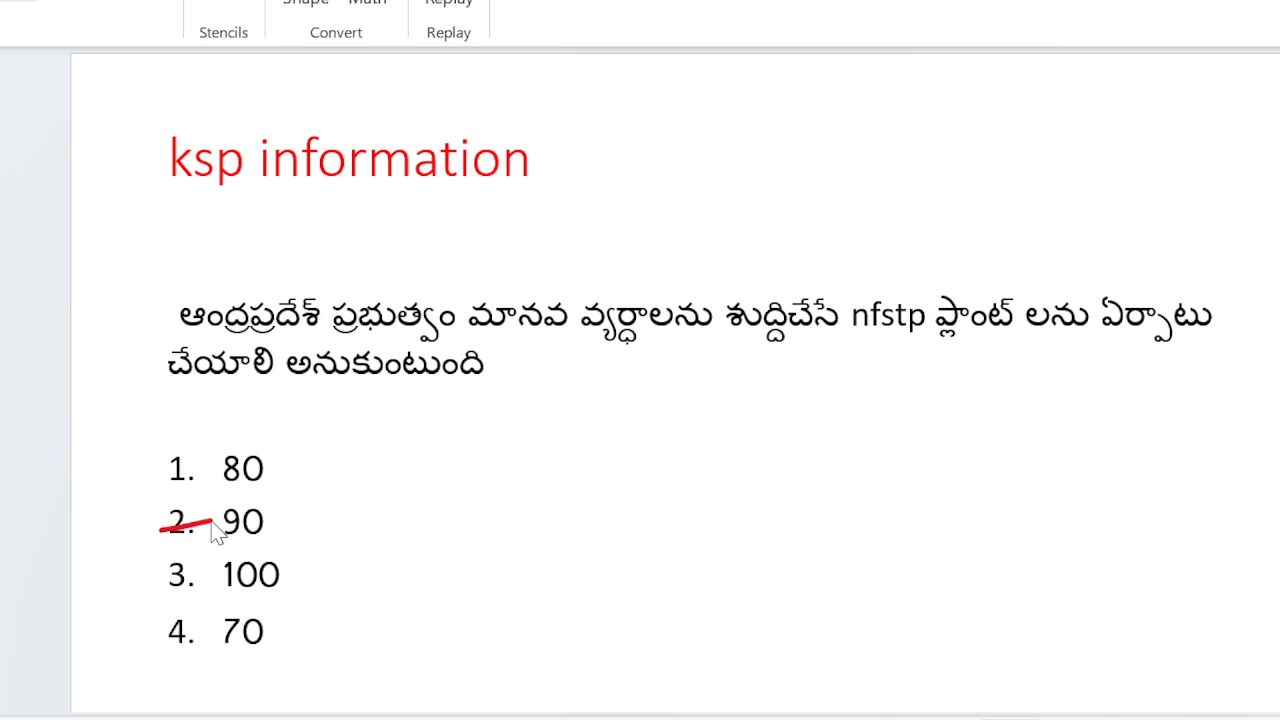 Stencils
Convert
Replay
ksp information
ఆంధ్రప్రదేశ్ ప్రభుత్వం మానవ వ్యర్ధాలను శుద్దిచేసే nfstp ప్లాంట్ లను ఏర్పాటు
చేయాలి అనుకుంటుంది
1. 80
2. 90
3. 100
4. 70